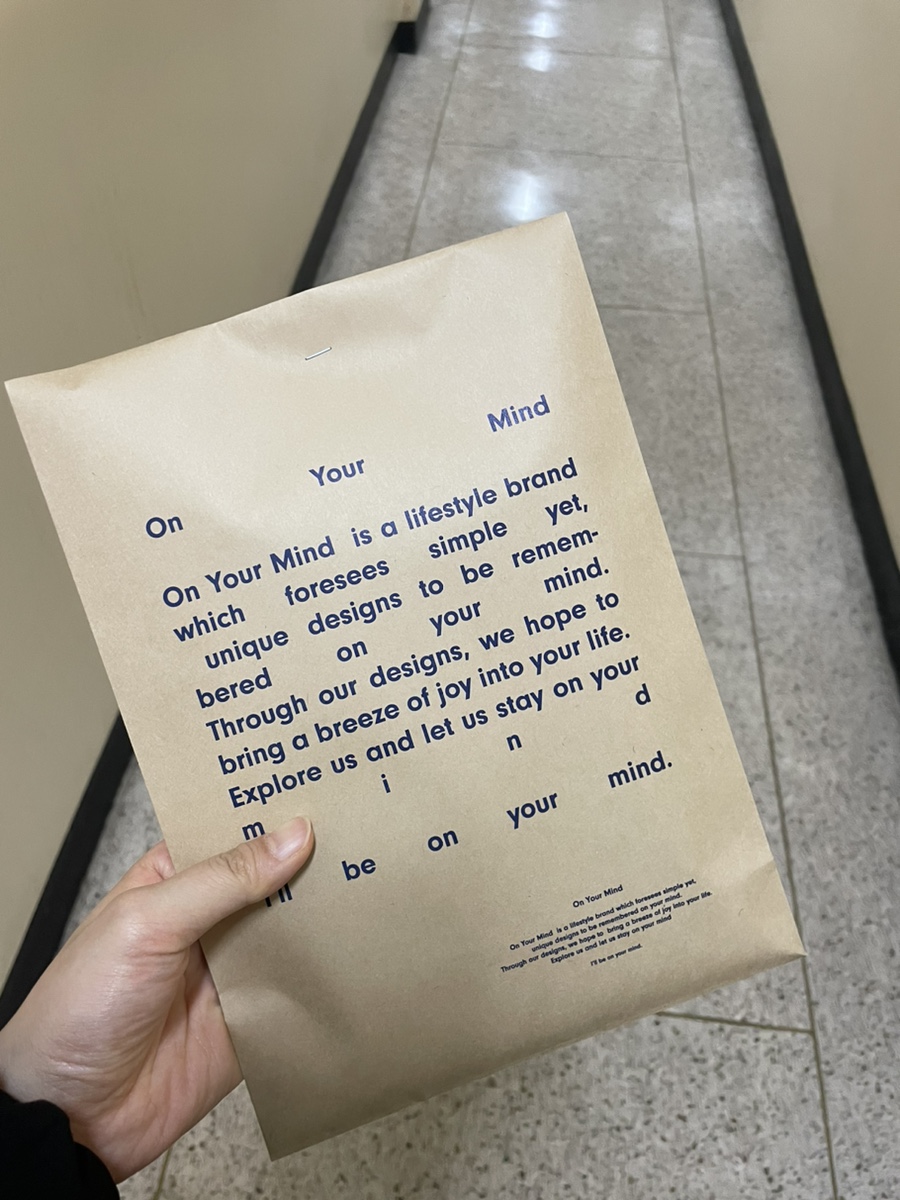 On Your Mind
On Your Mind is a lifestyle brand
which foresees simple yet,
unique designs to be remem-
bered on your mind.
Through our designs, we hope to
bring a breeze of joy into your life.
Explore us and let us stay on your
m i n d
I'll be on your mind.
On Your Mind
On Your Mind is a lifestyle brand which foresees simple yet,
unique designs to be remembered on your mind.
Through our designs, we hope to bring a breeze of joy into your life.
Explore us and let us stay on your mind
I'll be on your mind.